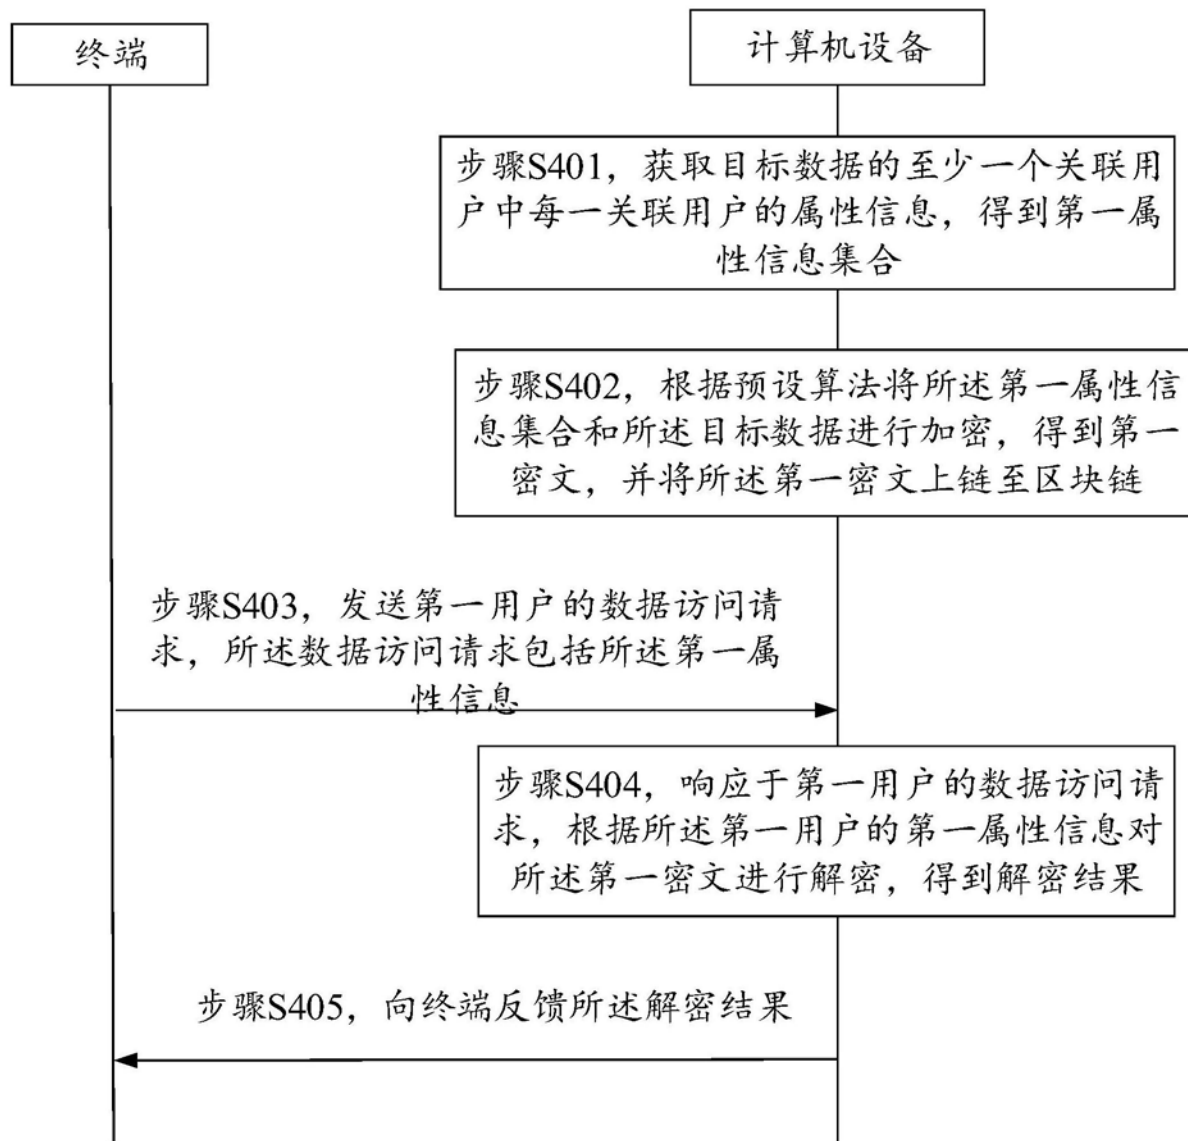 终端
计算机设备
步骤S401，获取目标数据的至少一个关联用
户中每一关联用户的属性信息，得到第一属
性信息集合
步骤S402，根据预设算法将所述第一属性信
息集合和所述目标数据进行加密，得到第一
密文，并将所述第一密文上链至区块链
步骤S403，发送第一用户的数据访问请
求，所述数据访问请求包括所述第一属
性信息
步骤S404，响应于第一用户的数据访问请
求，根据所述第一用户的第一属性信息对
所述第一密文进行解密，得到解密结果
步骤S405，向终端反馈所述解密结果